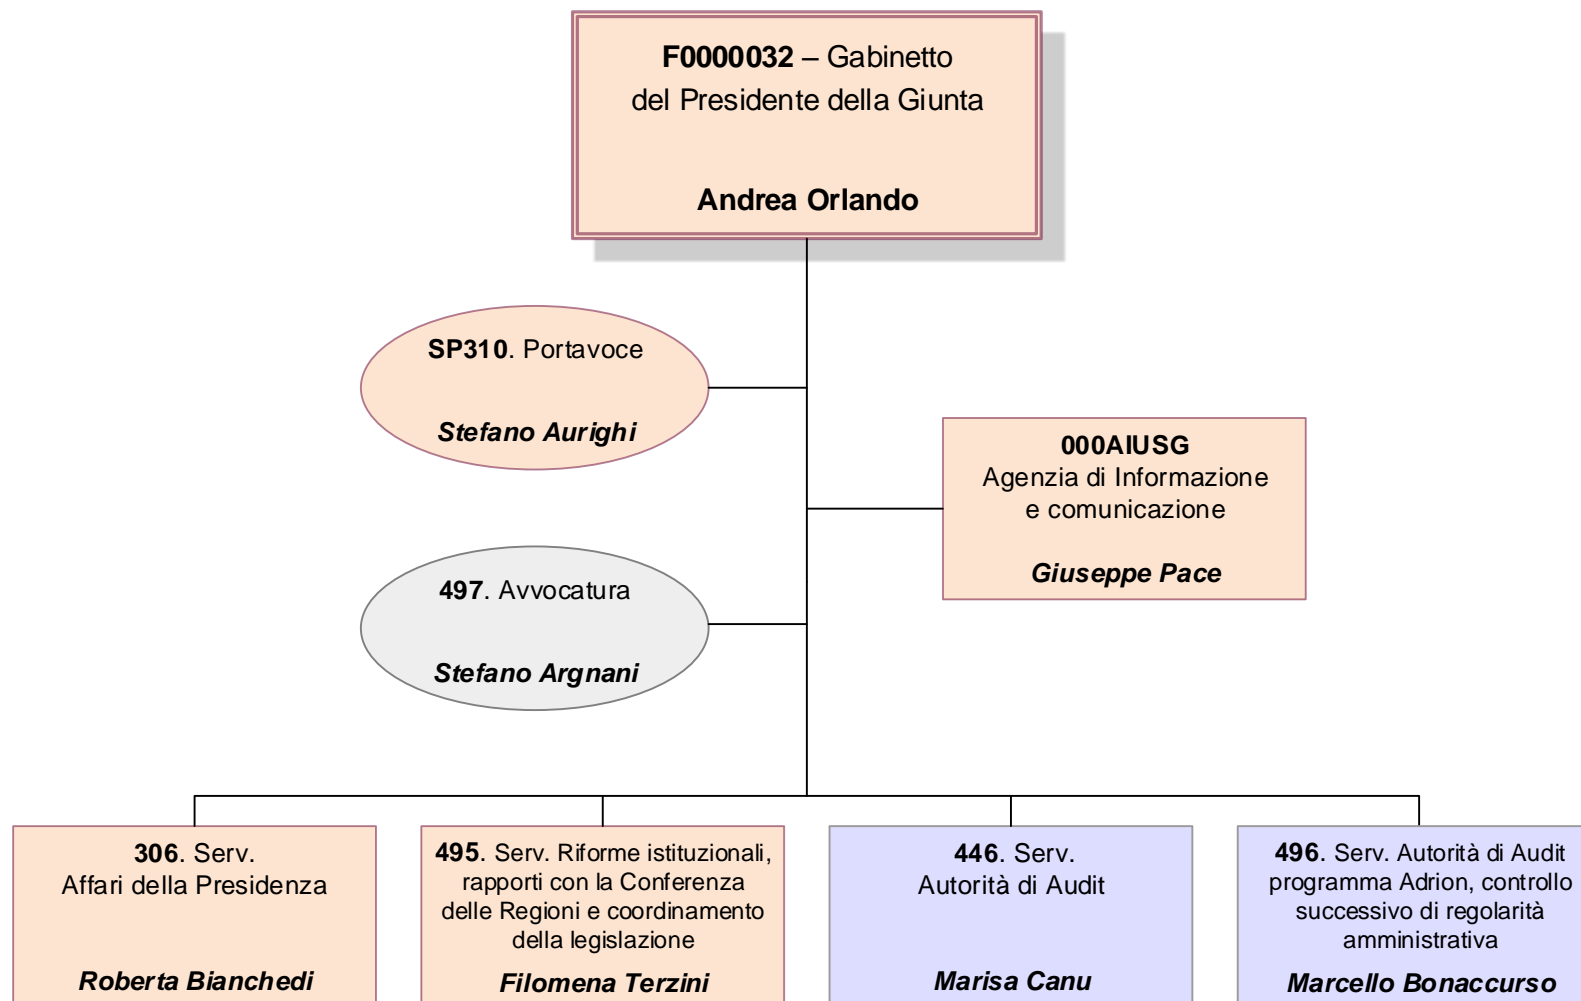 F0000032 – Gabinetto
del Presidente della Giunta
Andrea Orlando
SP310. Portavoce
Stefano Aurighi
000AIUSG
Agenzia di Informazione
e comunicazione
Giuseppe Pace
497. Avvocatura
Stefano Argnani
306. Serv.
Affari della Presidenza
Roberta Bianchedi
495. Serv. Riforme istituzionali,
rapporti con la Conferenza
delle Regioni e coordinamento
della legislazione
Filomena Terzini
446. Serv.
Autorità di Audit
Marisa Canu
496. Serv. Autorità di Audit
programma Adrion, controllo
successivo di regolarità
amministrativa
Marcello Bonaccurso